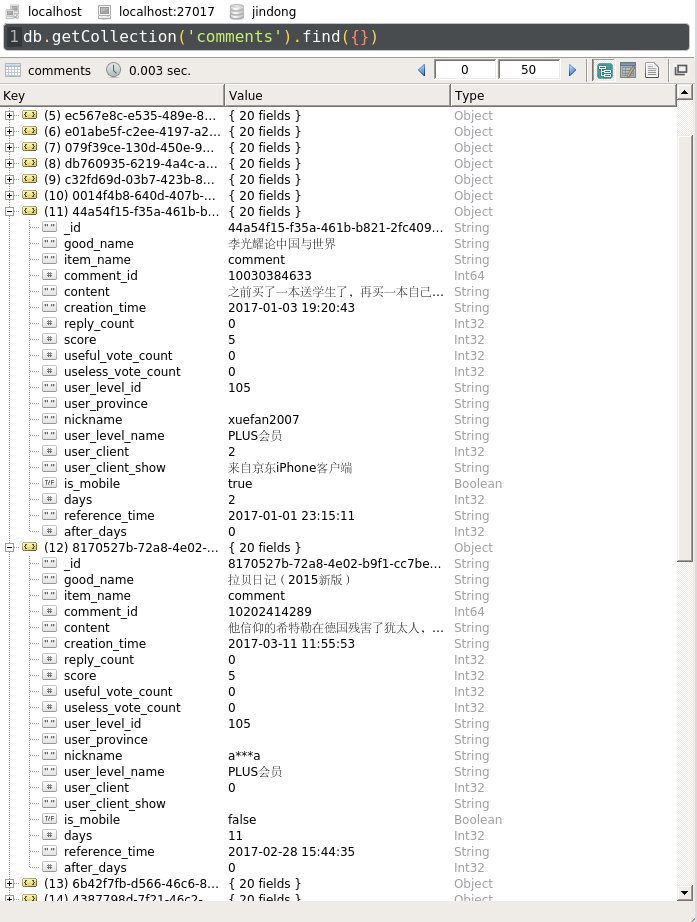 localhost localhost:27017 jindong
1 db.getCollection('comments').find({})
comments 0.003 sec. 0 50
Key Value Type
(5) ec567e8c-e535-489e-8... { 20 fields } Object
(6) e01abe5f-c2ee-4197-a2... { 20 fields } Object
(7) 079f39ce-130d-450e-9... { 20 fields } Object
(8) db760935-6219-4a4c-a... { 20 fields } Object
(9) c32fd69d-03b7-423b-8... { 20 fields } Object
(10) 0014f4b8-640d-407b-... { 20 fields } Object
(11) 44a54f15-f35a-461b-b... { 20 fields } Object
_id 44a54f15-f35a-461b-b821-2fc409... String
good_name 李光耀论中国与世界 String
item_name comment String
comment_id 10030384633 Int64
content 之前买了一本送学生了，再买一本自己... String
creation_time 2017-01-03 19:20:43 String
reply_count 0 Int32
score 5 Int32
useful_vote_count 0 Int32
useless_vote_count 0 Int32
user_level_id 105 String
user_province String
nickname xuefan2007 String
user_level_name PLUS会员 String
user_client 2 Int32
user_client_show 来自京东iPhone客户端 String
is_mobile true Boolean
days 2 Int32
reference_time 2017-01-01 23:15:11 String
after_days 0 Int32
(12) 8170527b-72a8-4e02-... { 20 fields } Object
_id 8170527b-72a8-4e02-b9f1-cc7be... String
good_name 拉贝日记（2015新版） String
item_name comment String
comment_id 10202414289 Int64
content 他信仰的希特勒在德国残害了犹太人，... String
creation_time 2017-03-11 11:55:53 String
reply_count 0 Int32
score 5 Int32
useful_vote_count 0 Int32
useless_vote_count 0 Int32
user_level_id 105 String
user_province String
nickname a***a String
user_level_name PLUS会员 String
user_client 0 Int32
user_client_show String
is_mobile false Boolean
days 11 Int32
reference_time 2017-02-28 15:44:35 String
after_days 0 Int32
(13) 6b42f7fb-d566-46c6-8... { 20 fields } Object
(14) 4387798d-7f21-46c2-... { 20 fields } Object